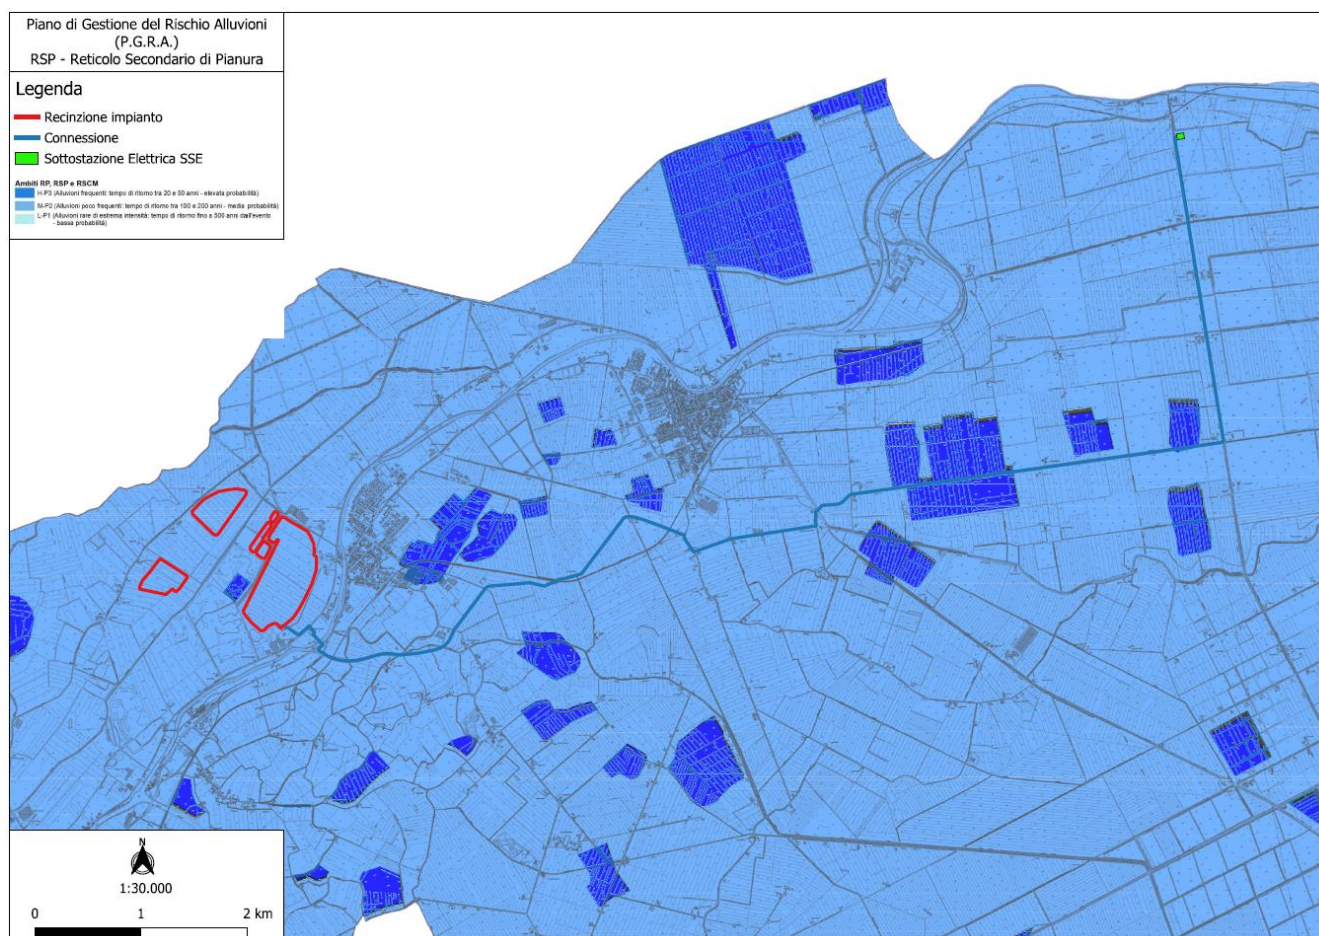 Piano di Gestione del Rischio Alluvioni
(P.G.R.A.)
RSP - Reticolo Secondario di Pianura
Legenda
Recinzione impianto
Connessione
Sottostazione Elettrica SSE
Ambiti RP, RSP e RSCM
H-P3 (Alluvioni frequenti: tempo di ritorno tra 20 e 50 anni - elevata probabilità)
M-P2 (Alluvioni poco frequenti: tempo di ritorno tra 100 e 200 anni - media probabilità)
L-P1 (Alluvioni rare di estrema intensità: tempo di ritorno fino a 500 anni dall'evento
- bassa probabilità)
N
1:30.000
0 1 2 km